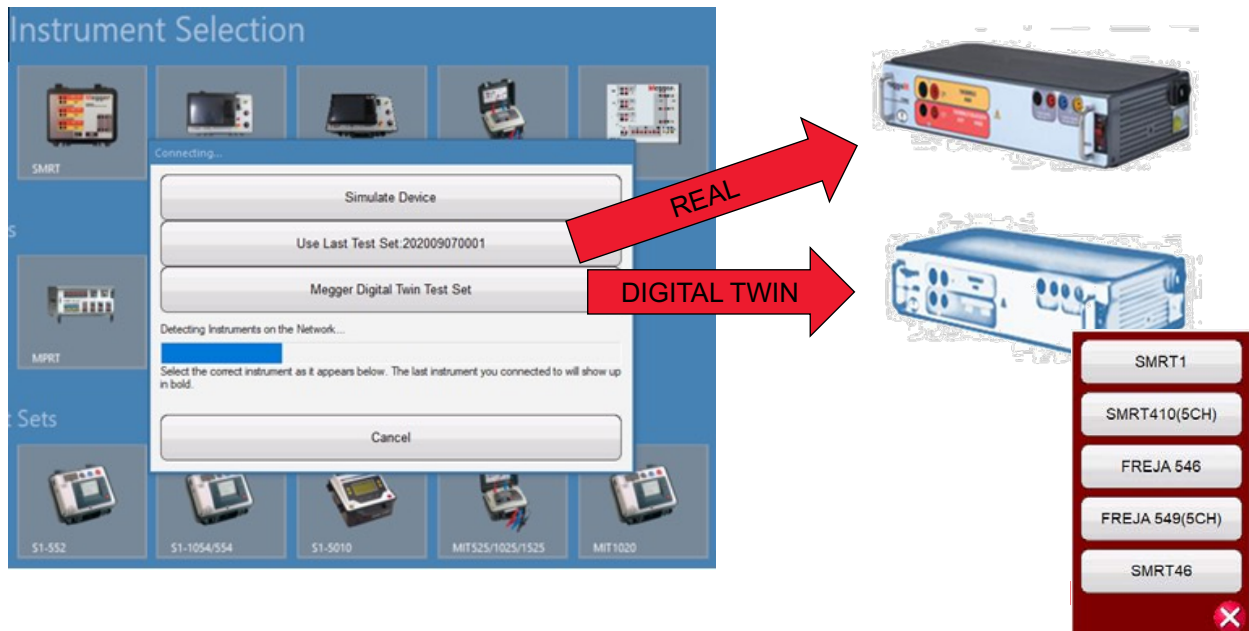 Instrument Selection
SMRT
Connecting...
Simulate Device
Use Last Test Set:202009070001
Megger Digital Twin Test Set
Detecting Instruments on the Network...
Select the correct instrument as it appears below. The last instrument you connected to will show up
in bold.
Cancel
s
MPRT
t Sets
S1-552
S1-1054/554
S1-5010
MIT525/1025/1525
MIT1020
REAL
DIGITAL TWIN
SMRT1
SMRT410(5CH)
FREJA 546
FREJA 549(5CH)
SMRT46